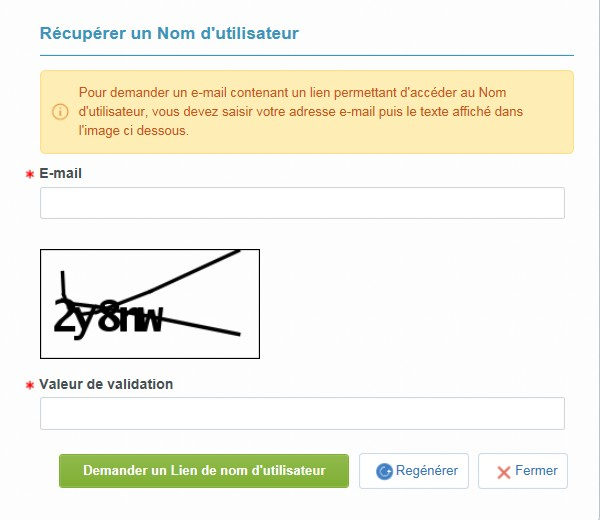 Récupérer un Nom d'utilisateur
Pour demander un e-mail contenant un lien permettant d'accéder au Nom
d'utilisateur, vous devez saisir votre adresse e-mail puis le texte affiché dans
l'image ci dessous.
* E-mail
2y8nw
* Valeur de validation
Demander un Lien de nom d'utilisateur
Regénérer
Fermer